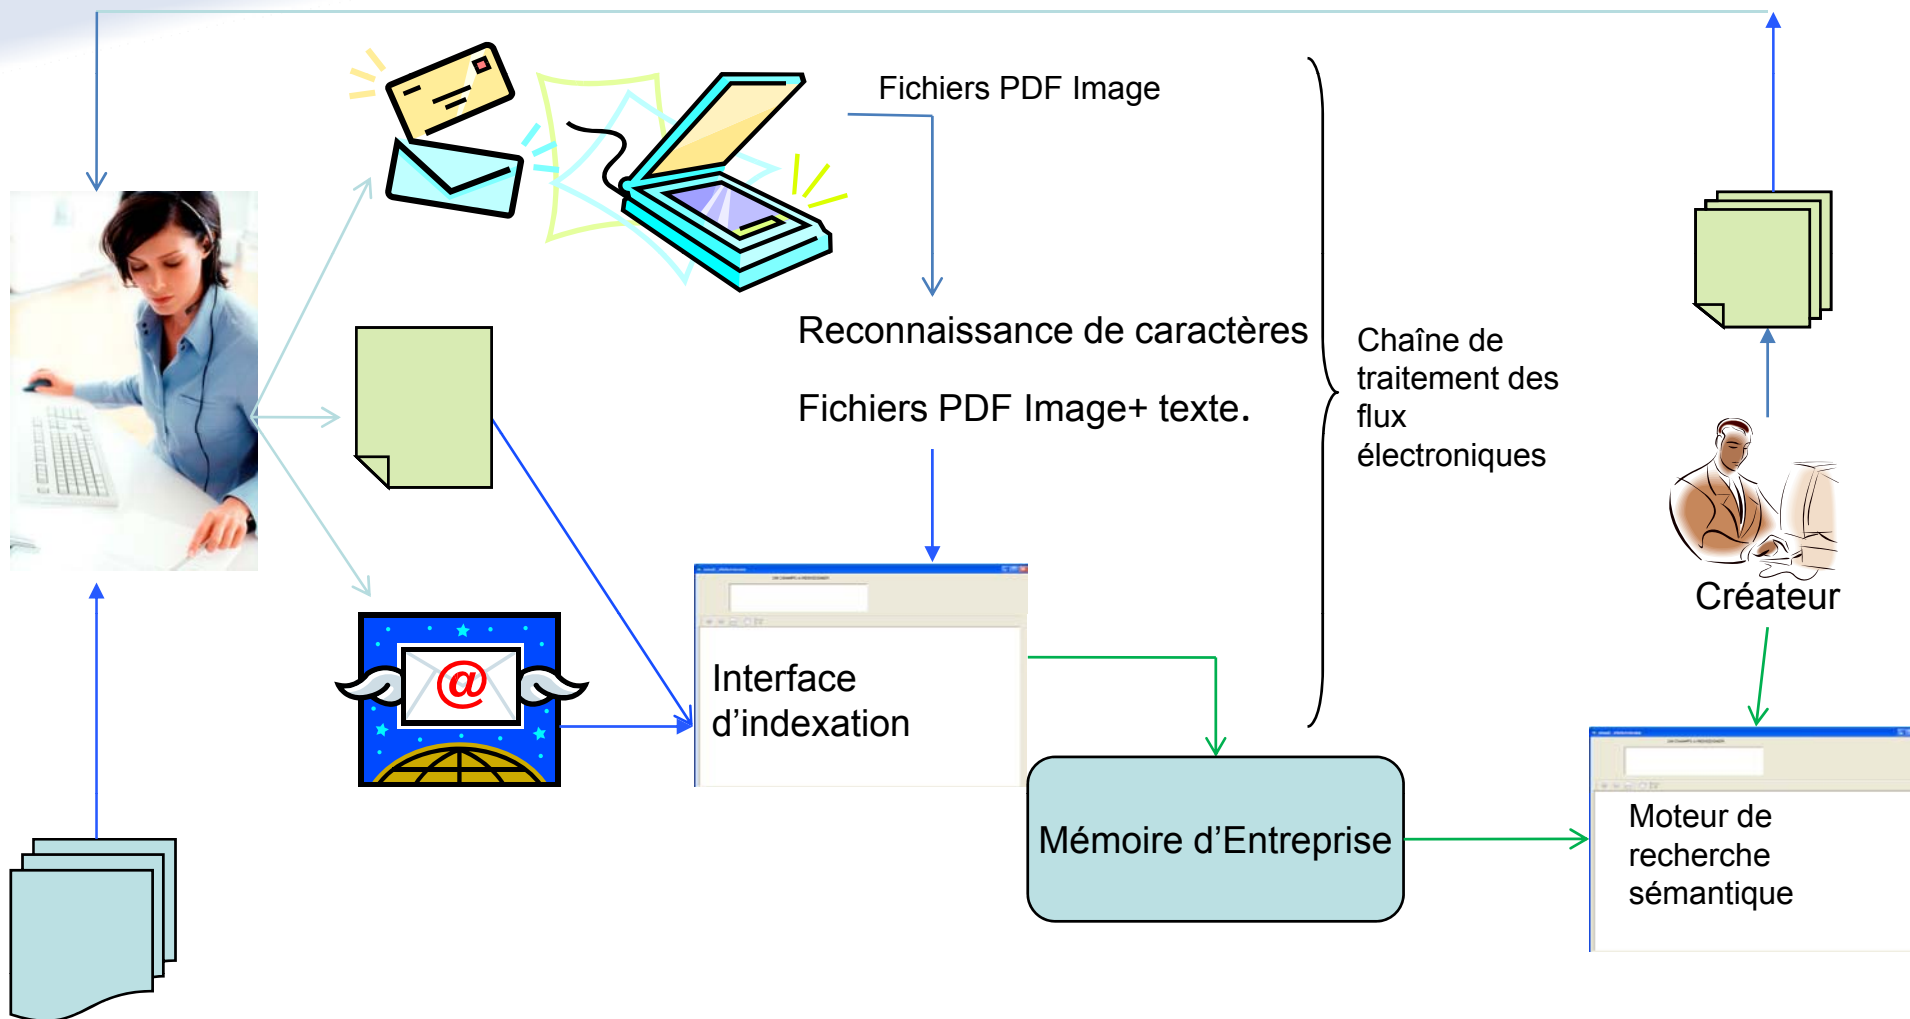 Fichiers PDF Image
Reconnaissance de caractères
Fichiers PDF Image+ texte.
Chaîne de
traitement des
flux
électroniques
Créateur
@
Interface
d’indexation
Mémoire d’Entreprise
Moteur de
recherche
sémantique